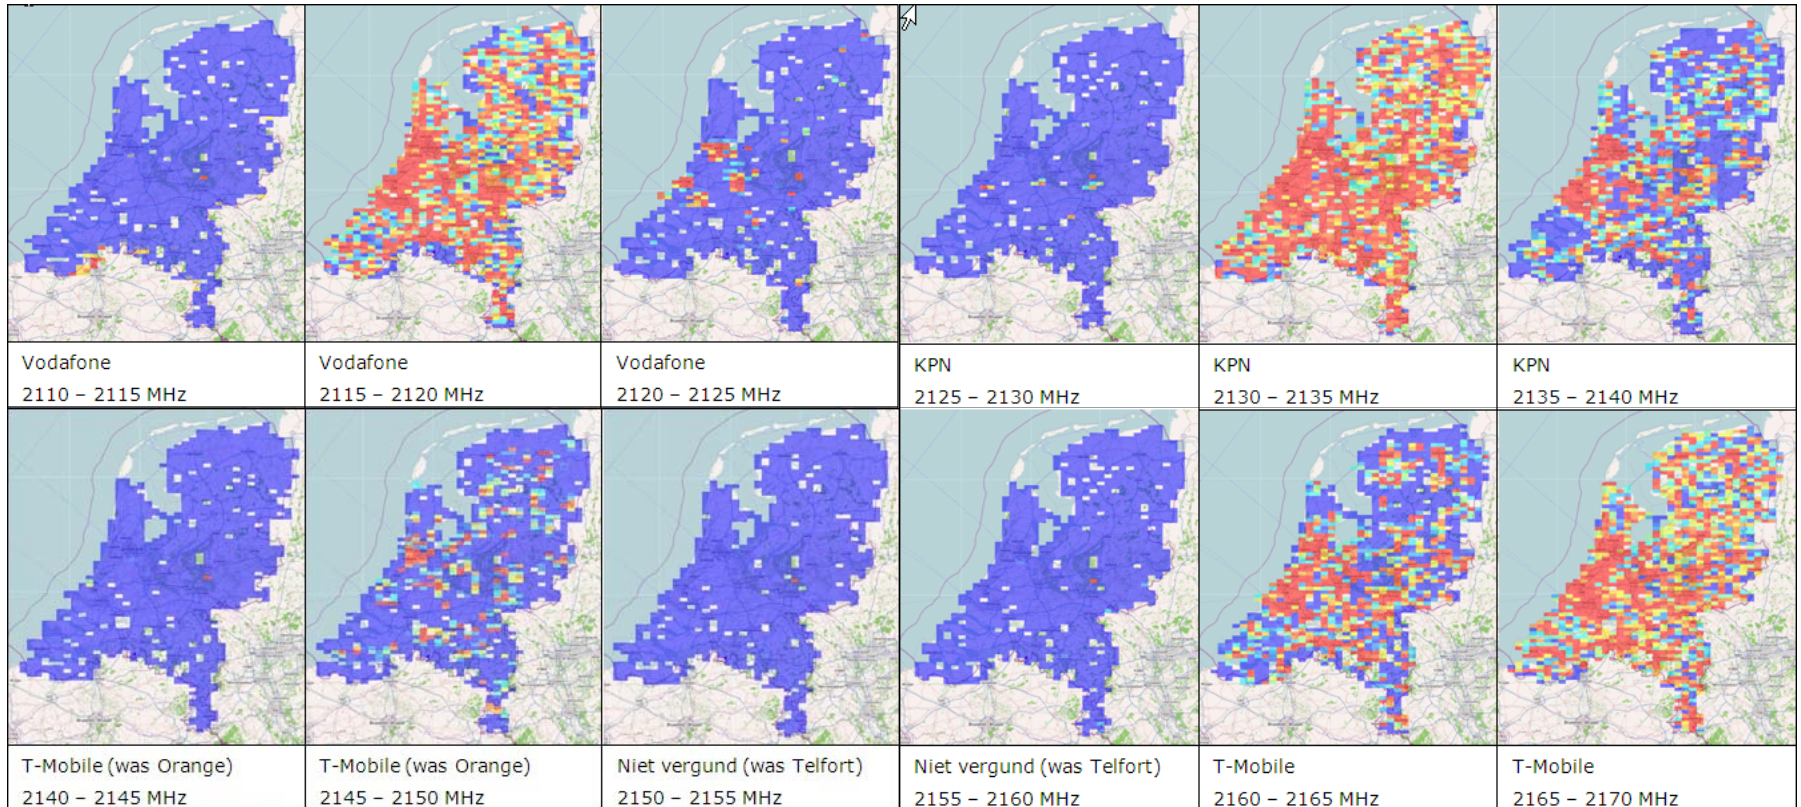 Vodafone
2110 – 2115 MHz
Vodafone
2115 – 2120 MHz
Vodafone
2120 – 2125 MHz
KPN
2125 – 2130 MHz
KPN
2130 – 2135 MHz
KPN
2135 – 2140 MHz
T-Mobile (was Orange)
2140 – 2145 MHz
T-Mobile (was Orange)
2145 – 2150 MHz
Niet vergund (was Telfort)
2150 – 2155 MHz
Niet vergund (was Telfort)
2155 – 2160 MHz
T-Mobile
2160 – 2165 MHz
T-Mobile
2165 – 2170 MHz